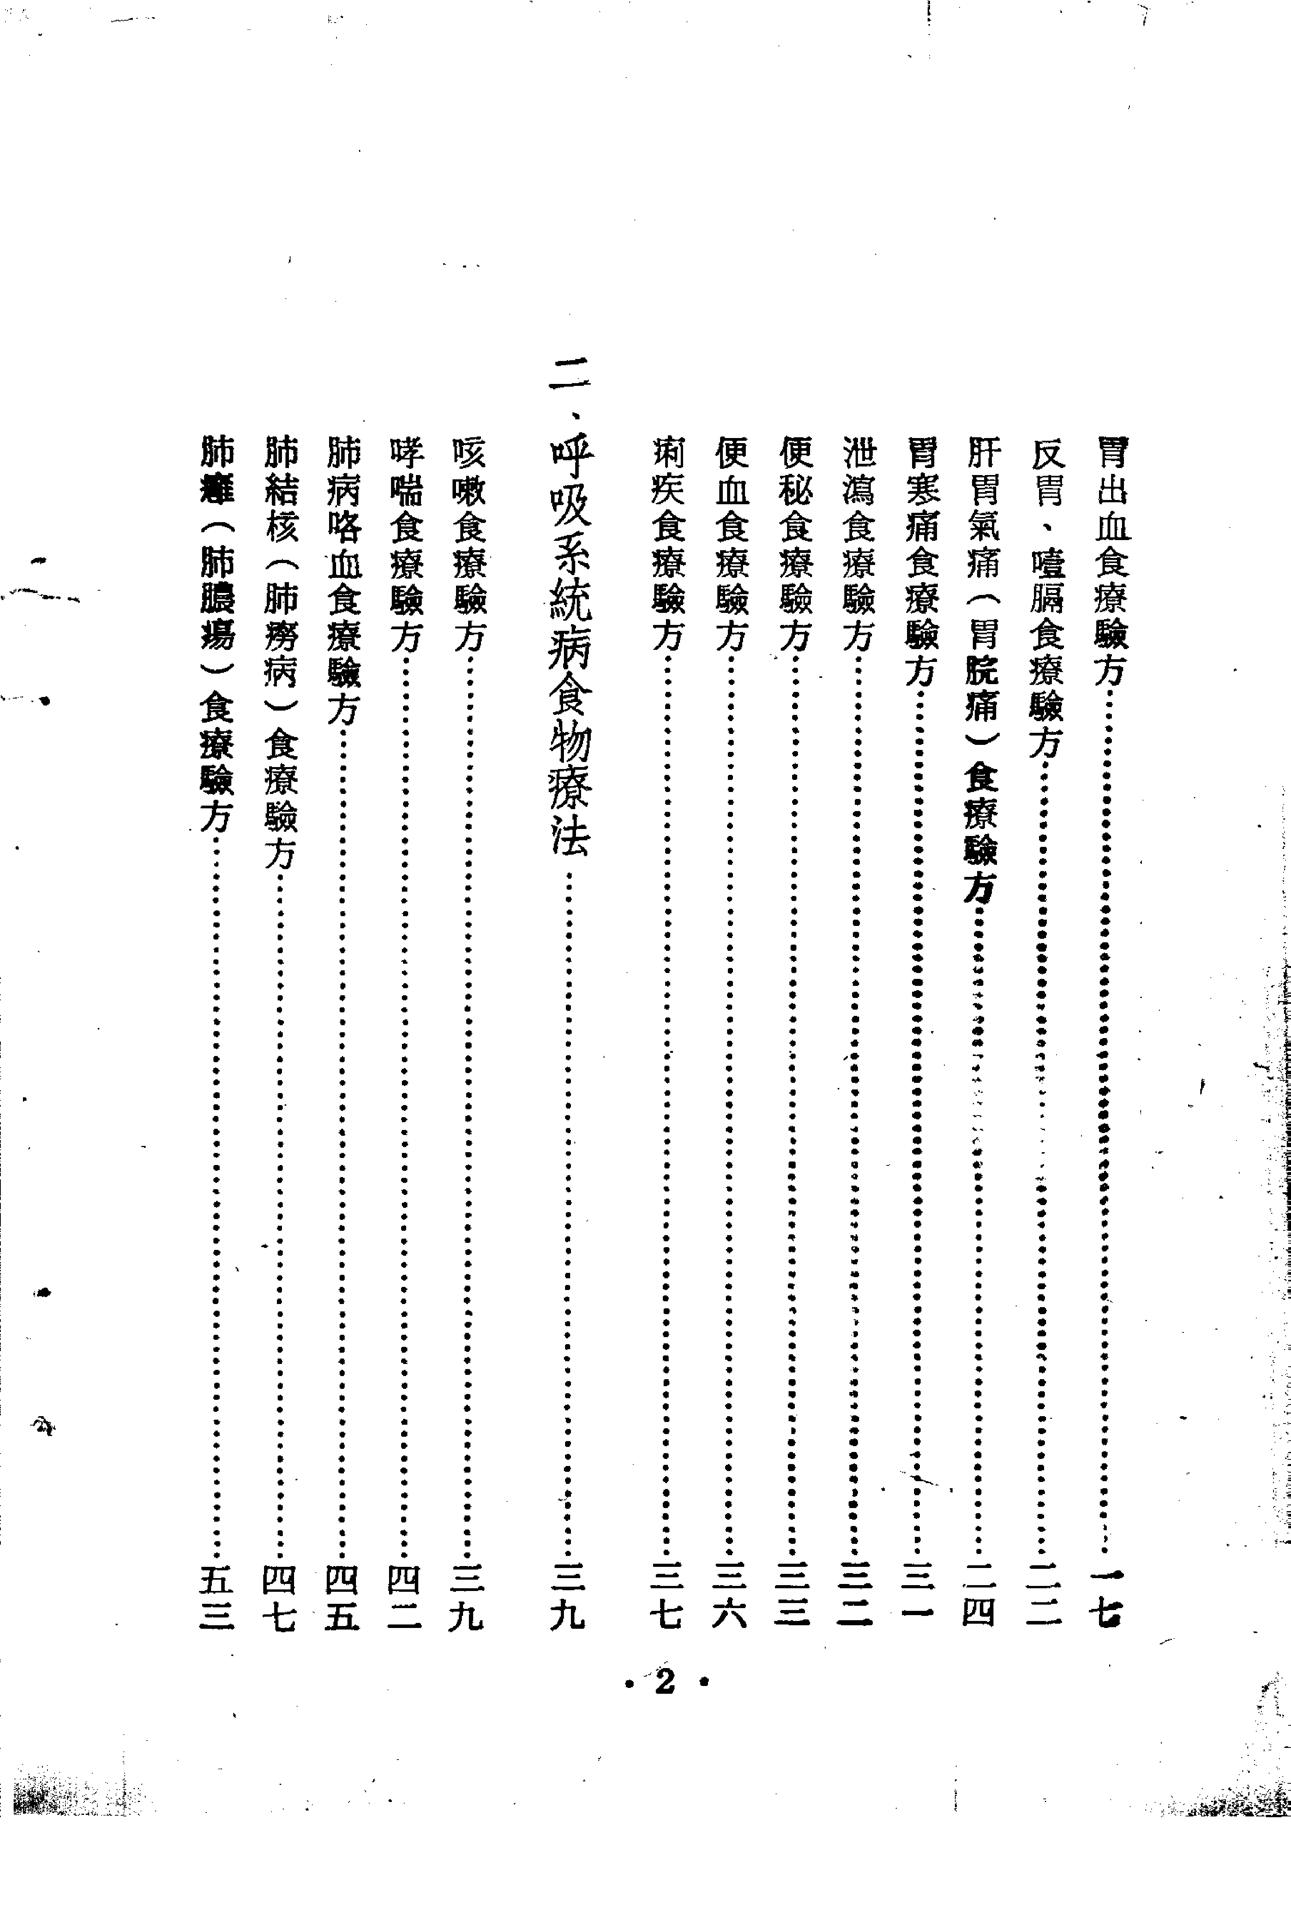 胃出血食療驗方……一七
反胃、噎膈食療驗方……二二
肝胃氣痛（胃脘痛）食療驗方……二四
胃寒痛食療驗方……三一
泄瀉食療驗方……三二
便秘食療驗方……三三
便血食療驗方……三六
痢疾食療驗方……三七
二、呼吸系統病食物療法……三九
咳嗽食療驗方……三九
哮喘食療驗方……四二
肺病咯血食療驗方……四五
肺結核（肺癆病）食療驗方……四七
肺癰（肺膿瘍）食療驗方……五三
· 2 ·